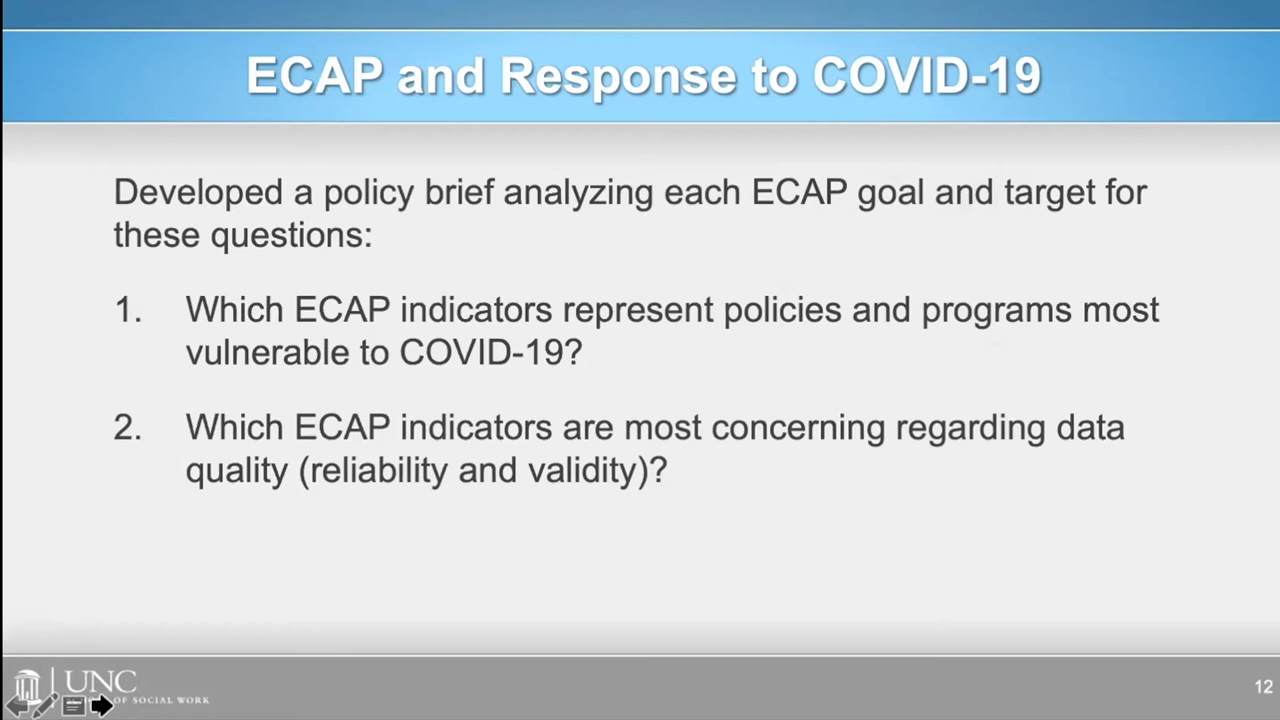 ECAP and Response to COVID-19
Developed a policy brief analyzing each ECAP goal and target for
these questions:
1. Which ECAP indicators represent policies and programs most
vulnerable to COVID-19?
2. Which ECAP indicators are most concerning regarding data
quality (reliability and validity)?
UNC
OF SOCIAL WORK
12